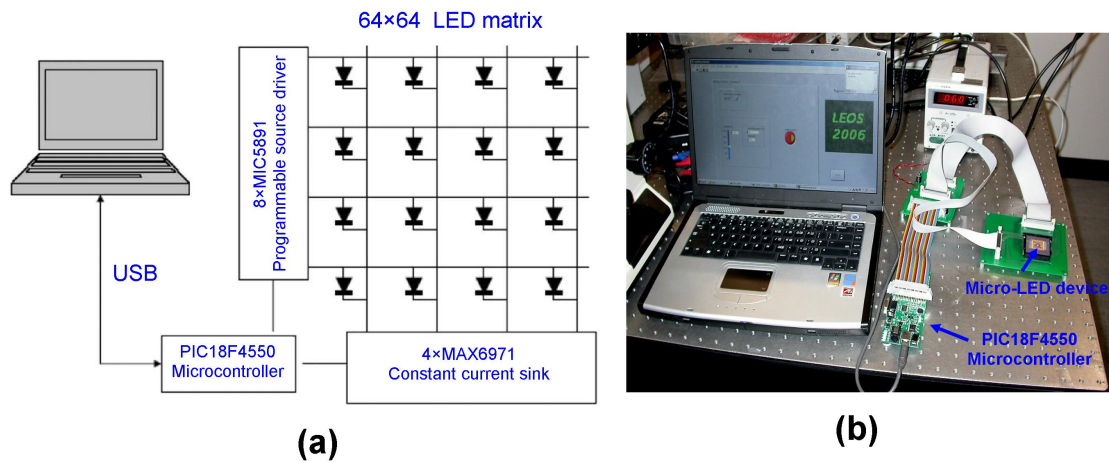 64×64 LED matrix
8×MIC5891
Programmable source driver
USB
PIC18F4550
Microcontroller
4×MAX6971
Constant current sink
(a)
LEOS
2006
Micro-LED device
PIC18F4550
Microcontroller
(b)